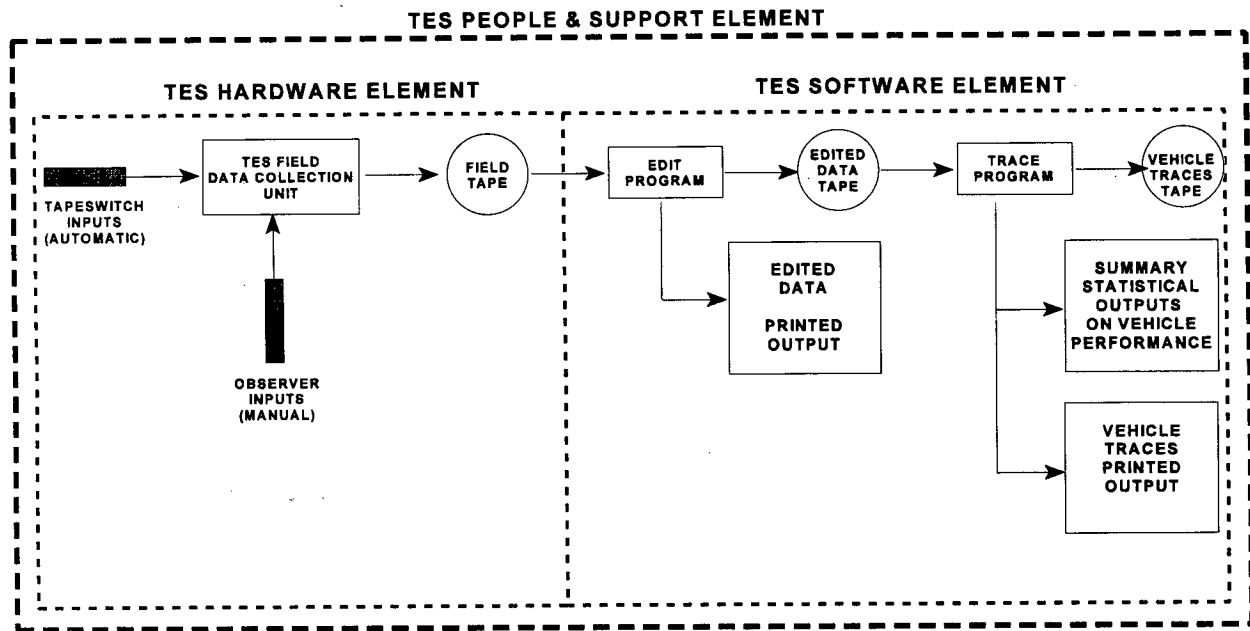 TES PEOPLE & SUPPORT ELEMENT
TES HARDWARE ELEMENT
TES SOFTWARE ELEMENT
TAPESWITCH
INPUTS
(AUTOMATIC)
TES FIELD
DATA COLLECTION
UNIT
OBSERVER
INPUTS
(MANUAL)
FIELD
TAPE
EDIT
PROGRAM
EDITED
DATA
PRINTED
OUTPUT
EDITED
DATA
TAPE
TRACE
PROGRAM
VEHICLE
TRACES
TAPE
SUMMARY
STATISTICAL
OUTPUTS
ON VEHICLE
PERFORMANCE
VEHICLE
TRACES
PRINTED
OUTPUT